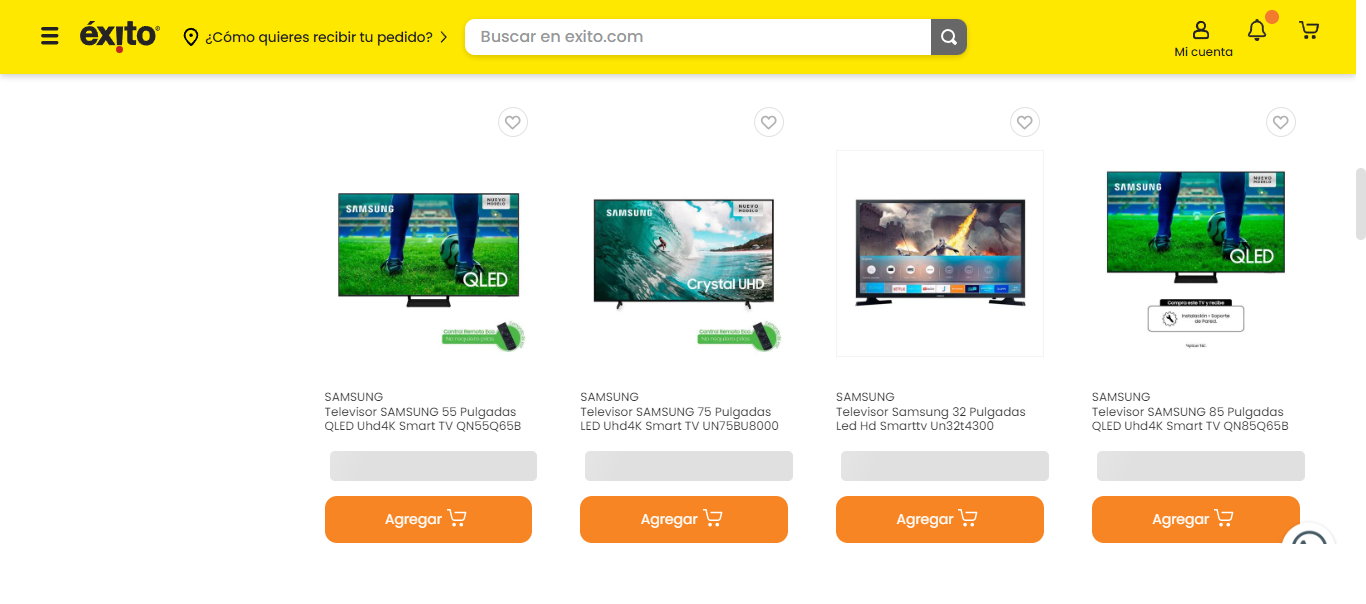 éxito
¿Cómo quieres recibir tu pedido?
Buscar en exito.com
Mi cuenta
SAMSUNG
NUEVO
MODELO
QLED
Control Remoto Eco
No requiere pilas
SAMSUNG
NUEVO
MODELO
Crystal UHD
Control Remoto Eco
No requiere pilas
SAMSUNG
NUEVO
MODELO
QLED
Compra este TV y recibe
Instalación + Soporte
de Pared.
SAMSUNG
Televisor SAMSUNG 55 Pulgadas
QLED Uhd4K Smart TV QN55Q65B
Agregar
SAMSUNG
Televisor SAMSUNG 75 Pulgadas
LED Uhd4K Smart TV UN75BU8000
Agregar
SAMSUNG
Televisor Samsung 32 Pulgadas
Led Hd Smarttv Un32t4300
Agregar
SAMSUNG
Televisor SAMSUNG 85 Pulgadas
QLED Uhd4K Smart TV QN85Q65B
Agregar